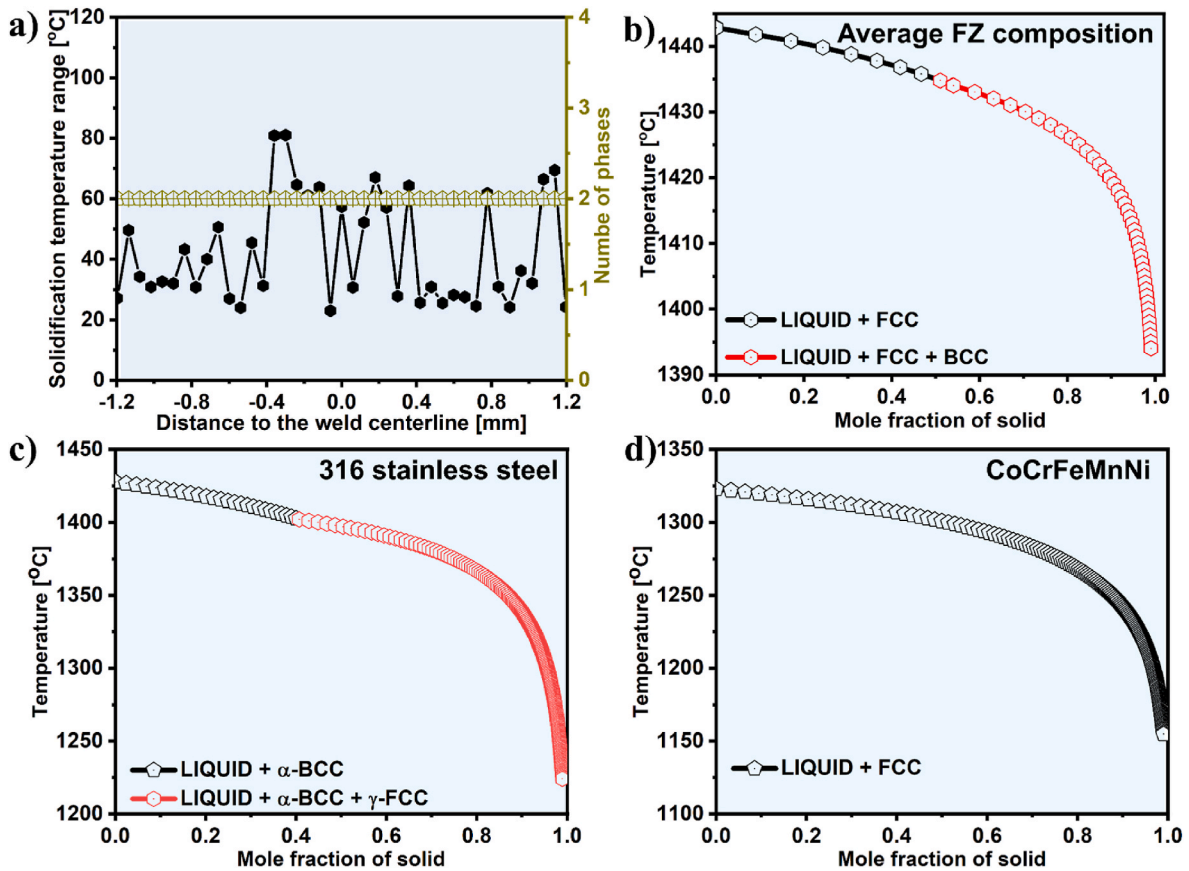 a)
Solidification temperature range [°C]
120
100
80
60
40
20
0
4
3
2
1
0
Number of phases
-1.2 -0.8 -0.4 0.0 0.4 0.8 1.2
Distance to the weld centerline [mm]
b)
Average FZ composition
Temperature [°C]
1440
1430
1420
1410
1400
1390
LIQUID + FCC
LIQUID + FCC + BCC
0.0 0.2 0.4 0.6 0.8 1.0
Mole fraction of solid
c)
316 stainless steel
Temperature [°C]
1450
1400
1350
1300
1250
1200
LIQUID + α-BCC
LIQUID + α-BCC + γ-FCC
0.0 0.2 0.4 0.6 0.8 1.0
Mole fraction of solid
d)
CoCrFeMnNi
Temperature [°C]
1350
1300
1250
1200
1150
1100
LIQUID + FCC
0.0 0.2 0.4 0.6 0.8 1.0
Mole fraction of solid